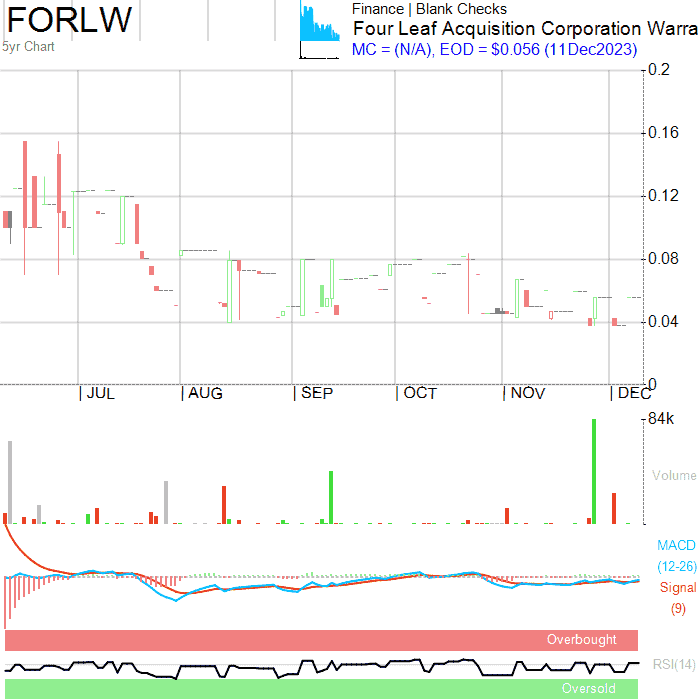 FORLW
5yr Chart
Finance | Blank Checks
Four Leaf Acquisition Corporation Warra
MC = (N/A), EOD = $0.056 (11Dec2023)
0.2
0.16
0.12
0.08
0.04
0
JUL
AUG
SEP
OCT
NOV
DEC
84k
Volume
MACD
(12-26)
Signal
(9)
Overbought
RSI(14)
Oversold